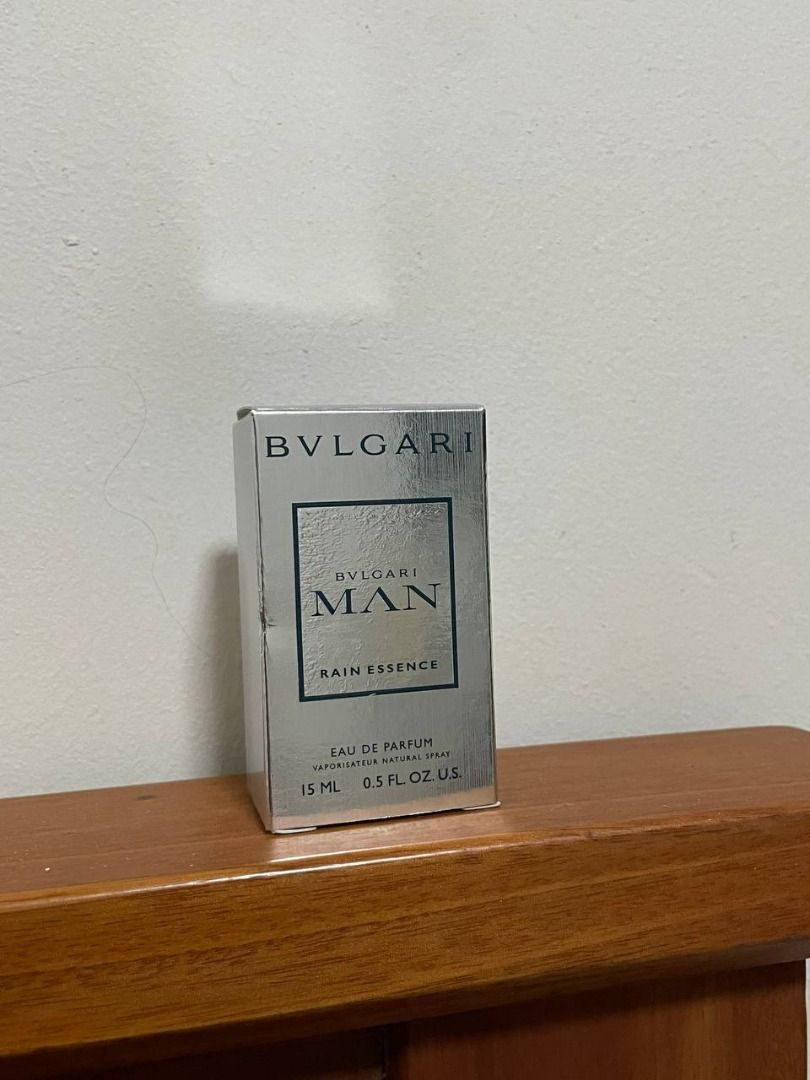 BVLGARI
BVLGARI
MAN
RAIN ESSENCE
EAU DE PARFUM
VAPORISATEUR NATURAL SPRAY
15 ML 0.5 FL. OZ. U.S.